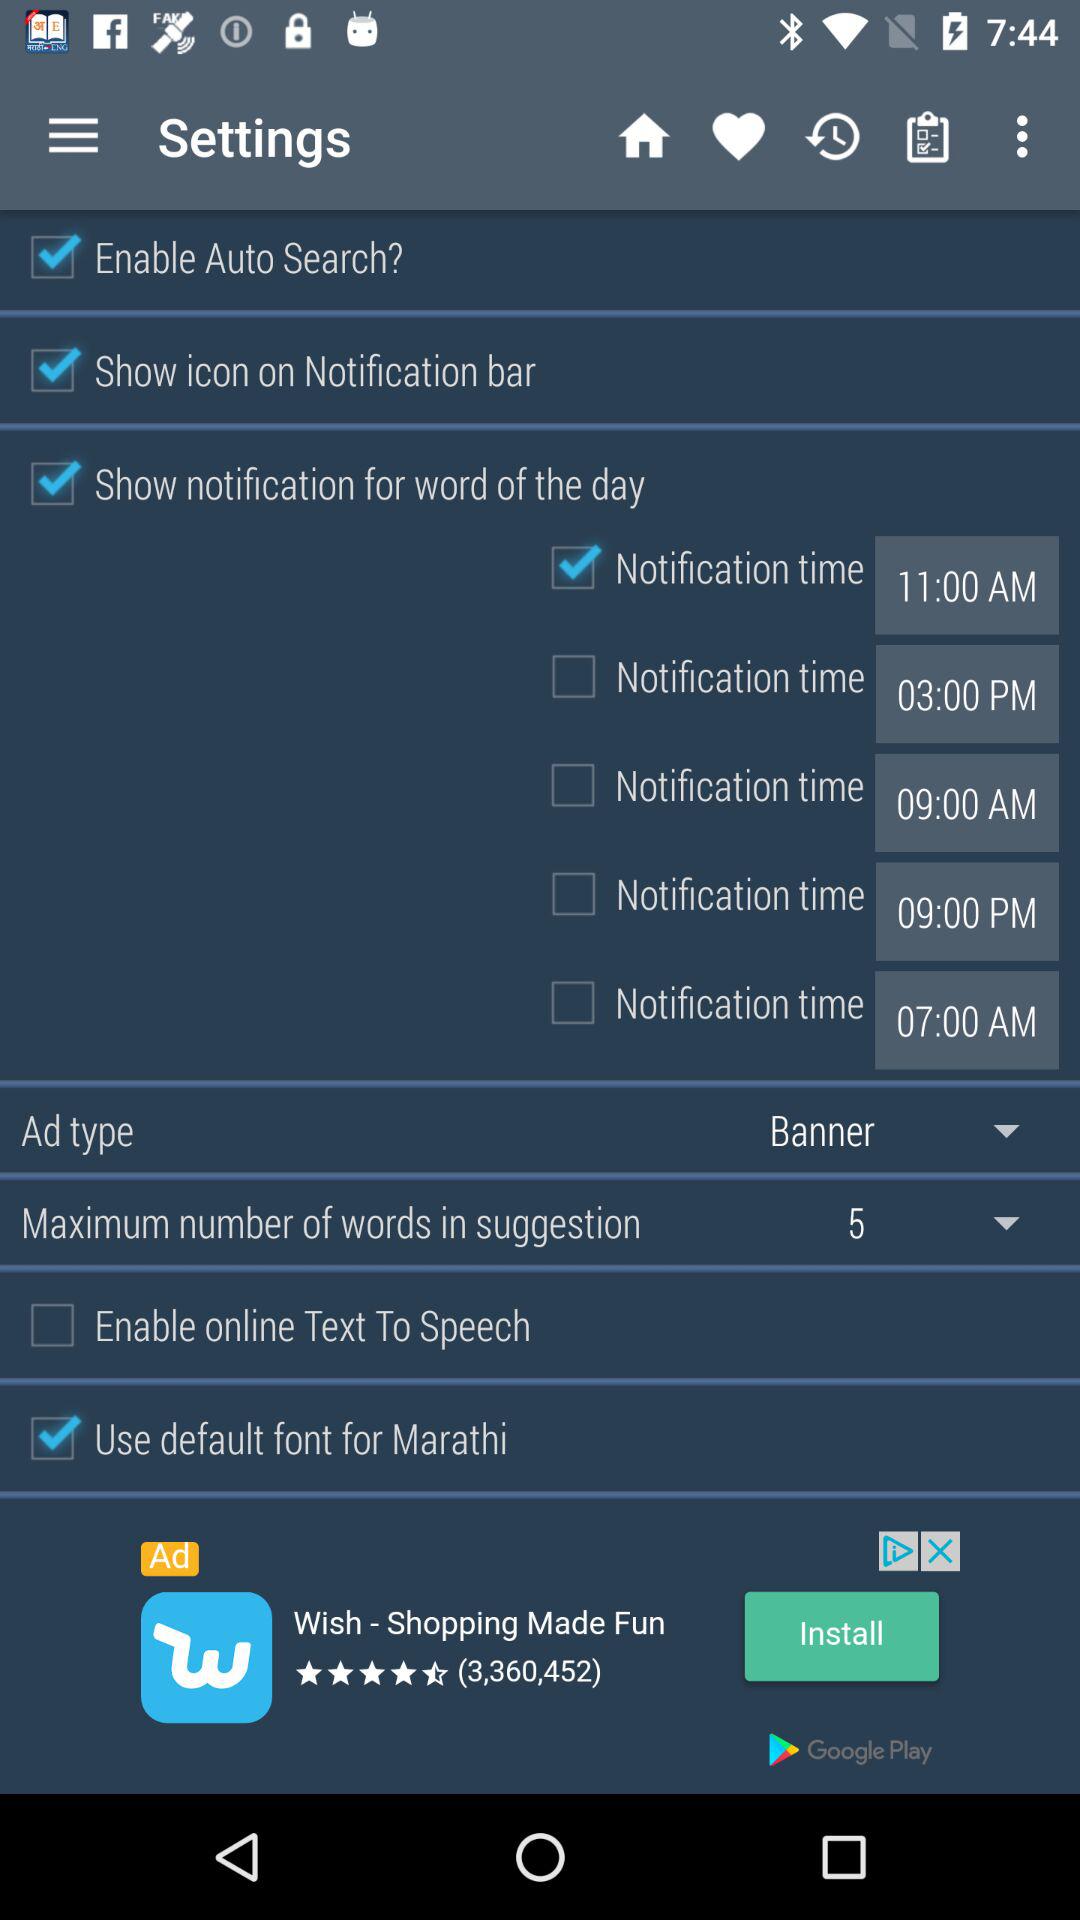 FAKE
7:44
Settings
Enable Auto Search?
Show icon on Notification bar
Show notification for word of the day
Notification time 11:00 AM
Notification time 03:00 PM
Notification time 09:00 AM
Notification time 09:00 PM
Notification time 07:00 AM
Ad type Banner
Maximum number of words in suggestion 5
Enable online Text To Speech
Use default font for Marathi
Ad
Wish - Shopping Made Fun
(3,360,452)
Install
Google Play